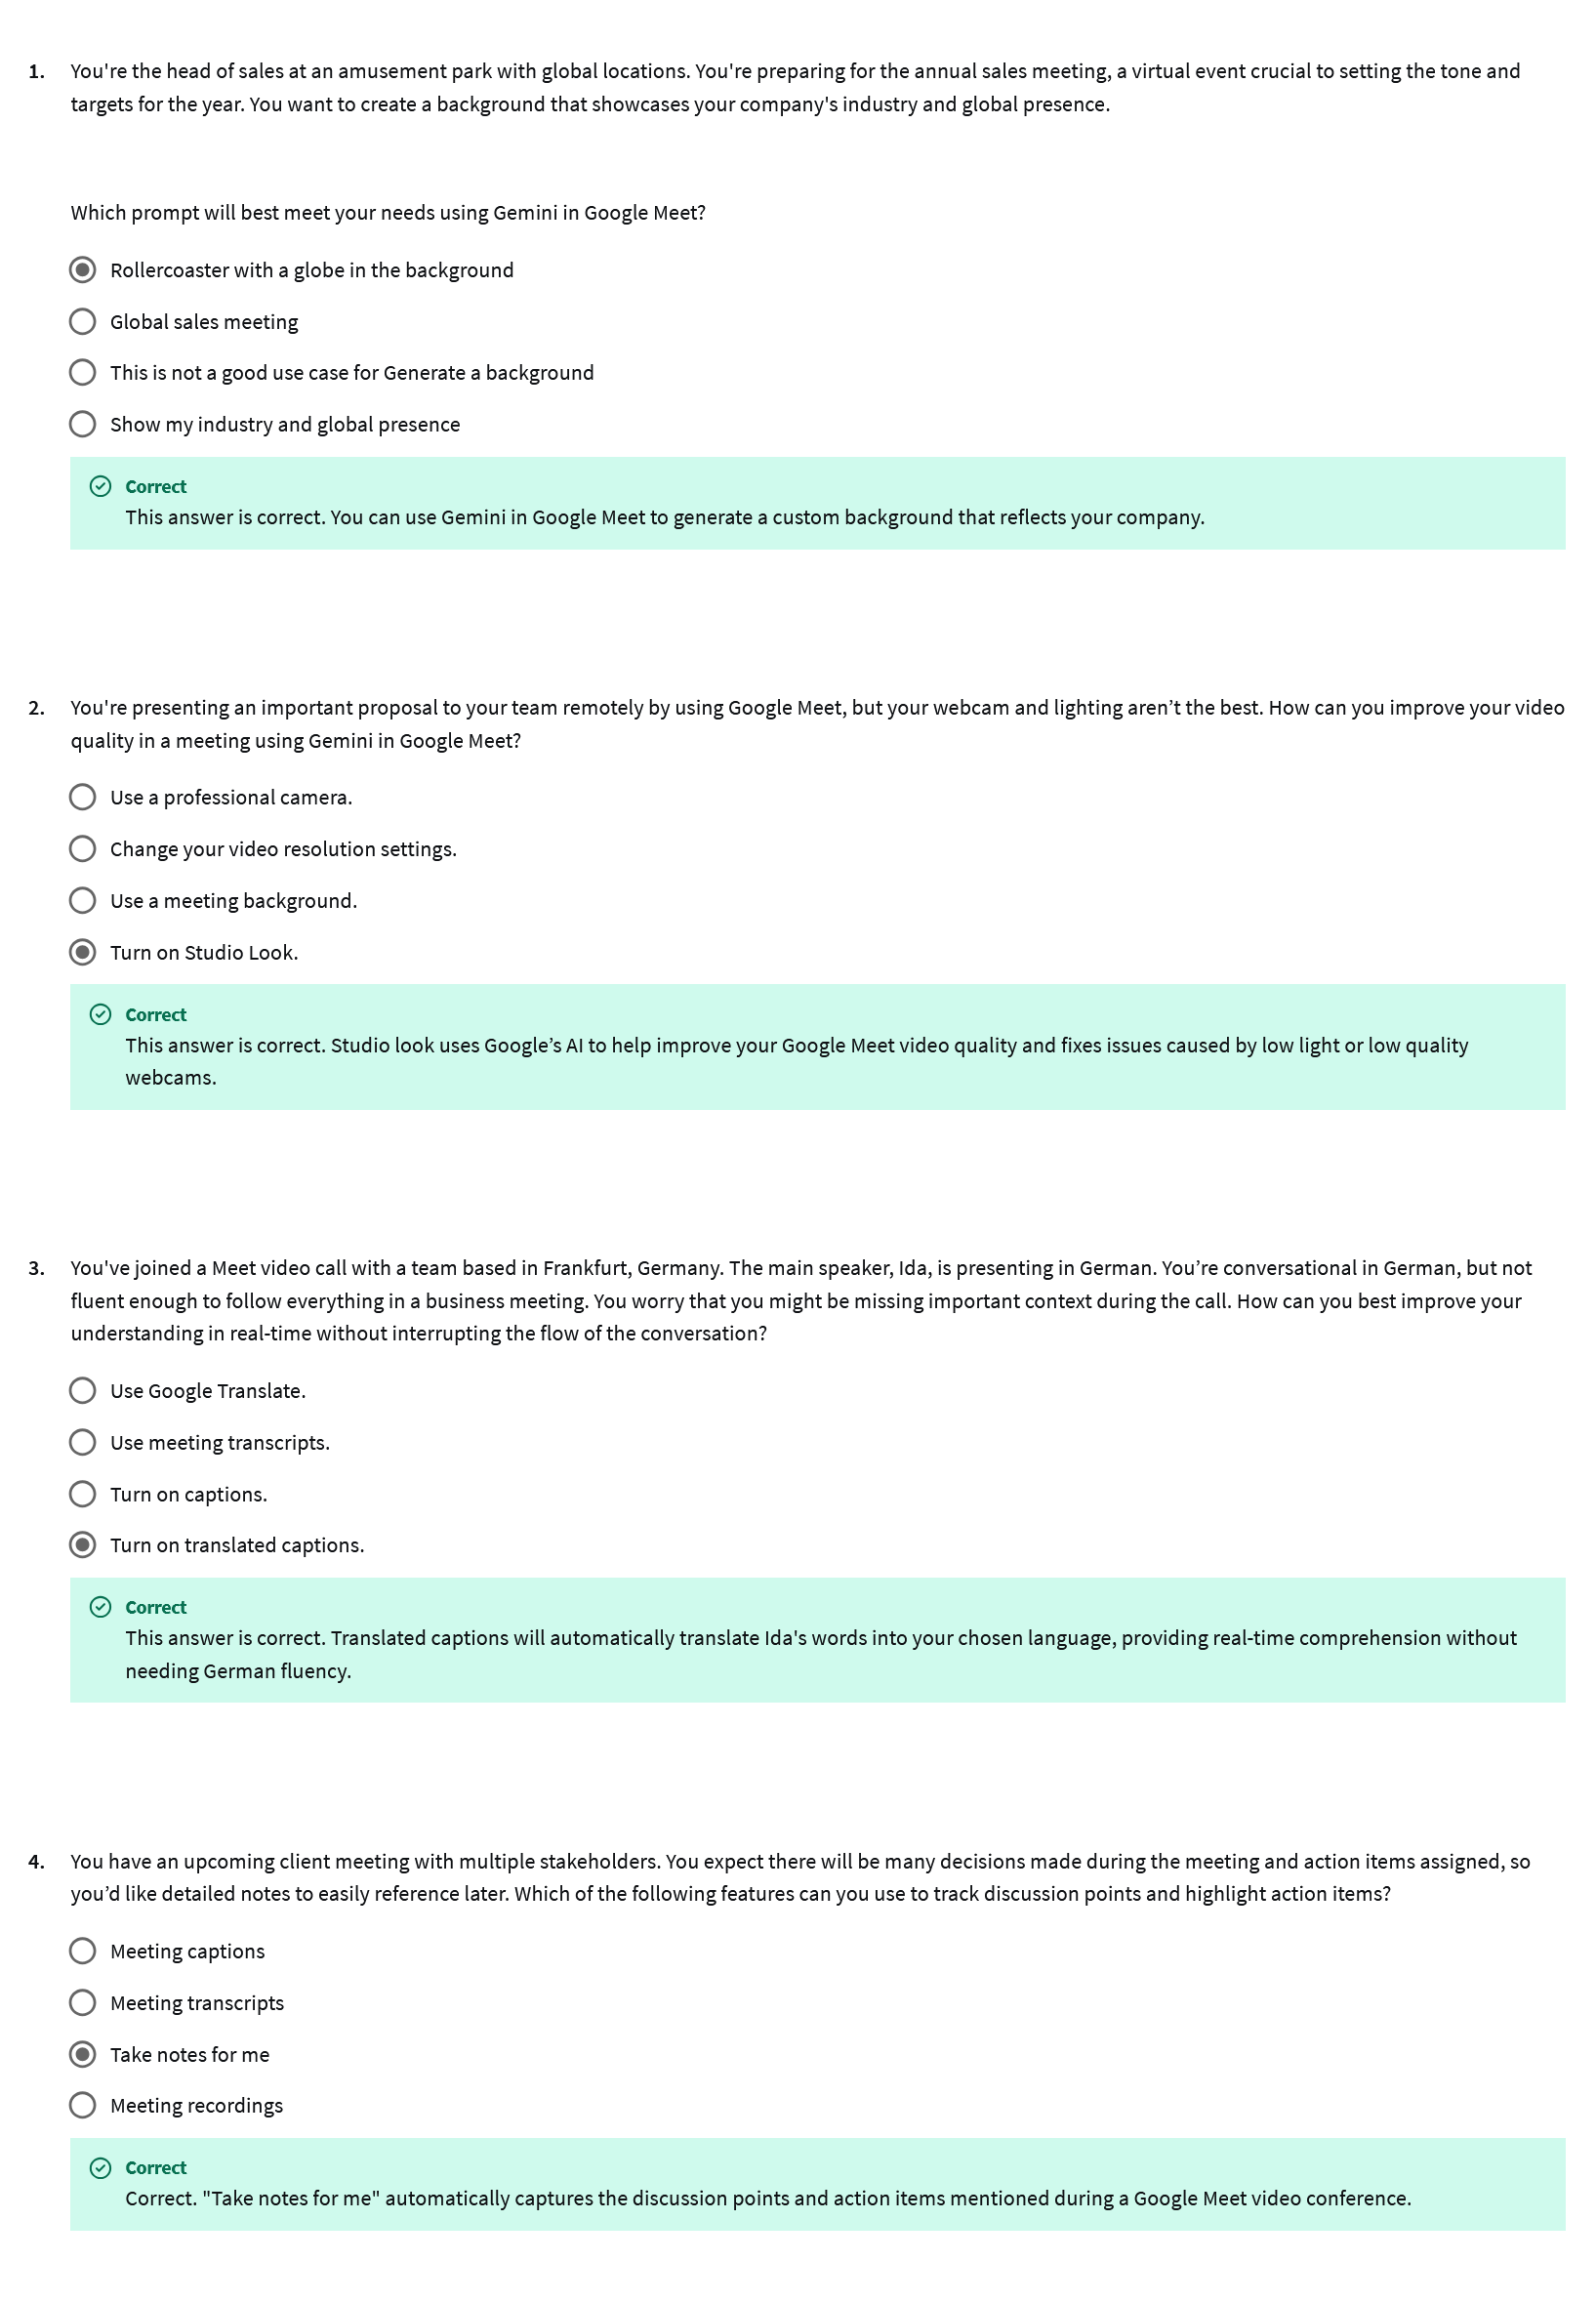 1. You're the head of sales at an amusement park with global locations. You're preparing for the annual sales meeting, a virtual event crucial to setting the tone and
targets for the year. You want to create a background that showcases your company's industry and global presence.
Which prompt will best meet your needs using Gemini in Google Meet?
Rollercoaster with a globe in the background
Global sales meeting
This is not a good use case for Generate a background
Show my industry and global presence
Correct
This answer is correct. You can use Gemini in Google Meet to generate a custom background that reflects your company.
2. You're presenting an important proposal to your team remotely by using Google Meet, but your webcam and lighting aren’t the best. How can you improve your video
quality in a meeting using Gemini in Google Meet?
Use a professional camera.
Change your video resolution settings.
Use a meeting background.
Turn on Studio Look.
Correct
This answer is correct. Studio look uses Google’s AI to help improve your Google Meet video quality and fixes issues caused by low light or low quality
webcams.
3. You've joined a Meet video call with a team based in Frankfurt, Germany. The main speaker, Ida, is presenting in German. You’re conversational in German, but not
fluent enough to follow everything in a business meeting. You worry that you might be missing important context during the call. How can you best improve your
understanding in real-time without interrupting the flow of the conversation?
Use Google Translate.
Use meeting transcripts.
Turn on captions.
Turn on translated captions.
Correct
This answer is correct. Translated captions will automatically translate Ida's words into your chosen language, providing real-time comprehension without
needing German fluency.
4. You have an upcoming client meeting with multiple stakeholders. You expect there will be many decisions made during the meeting and action items assigned, so
you’d like detailed notes to easily reference later. Which of the following features can you use to track discussion points and highlight action items?
Meeting captions
Meeting transcripts
Take notes for me
Meeting recordings
Correct
Correct. "Take notes for me" automatically captures the discussion points and action items mentioned during a Google Meet video conference.